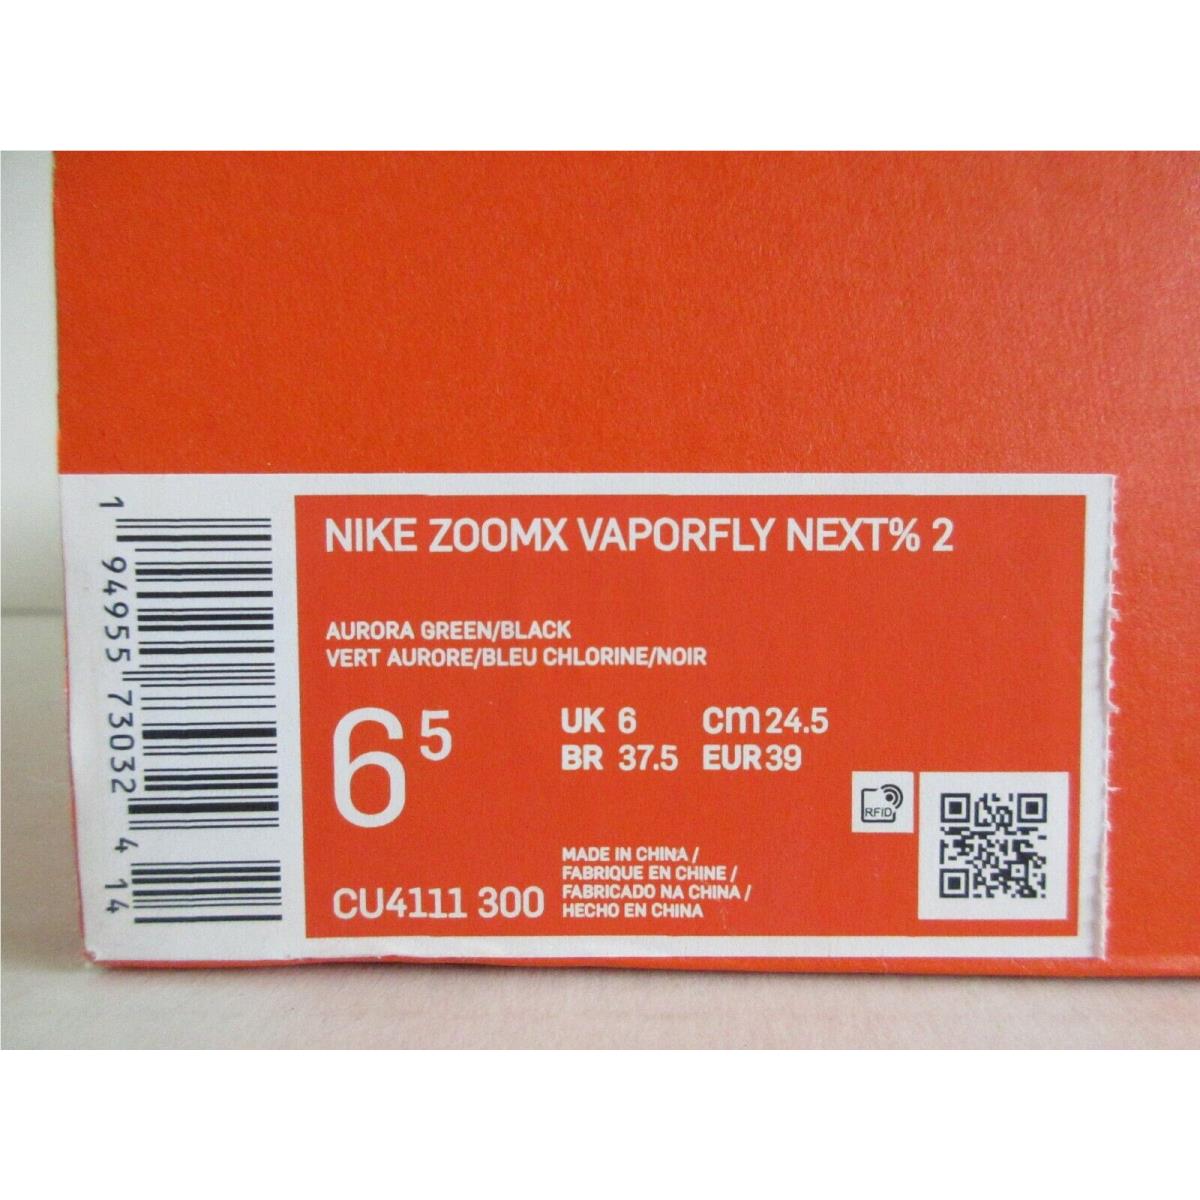 NIKE ZOOMX VAPORFLY NEXT% 2
AURORA GREEN/BLACK
VERT AURORE/BLEU CHLORINE/NOIR
6 5
UK 6 cm 24.5
BR 37.5 EUR 39
RFID
MADE IN CHINA /
FABRIQUE EN CHINE /
FABRICADO NA CHINA /
HECHO EN CHINA
CU4111 300
1 94955 73032 4 14